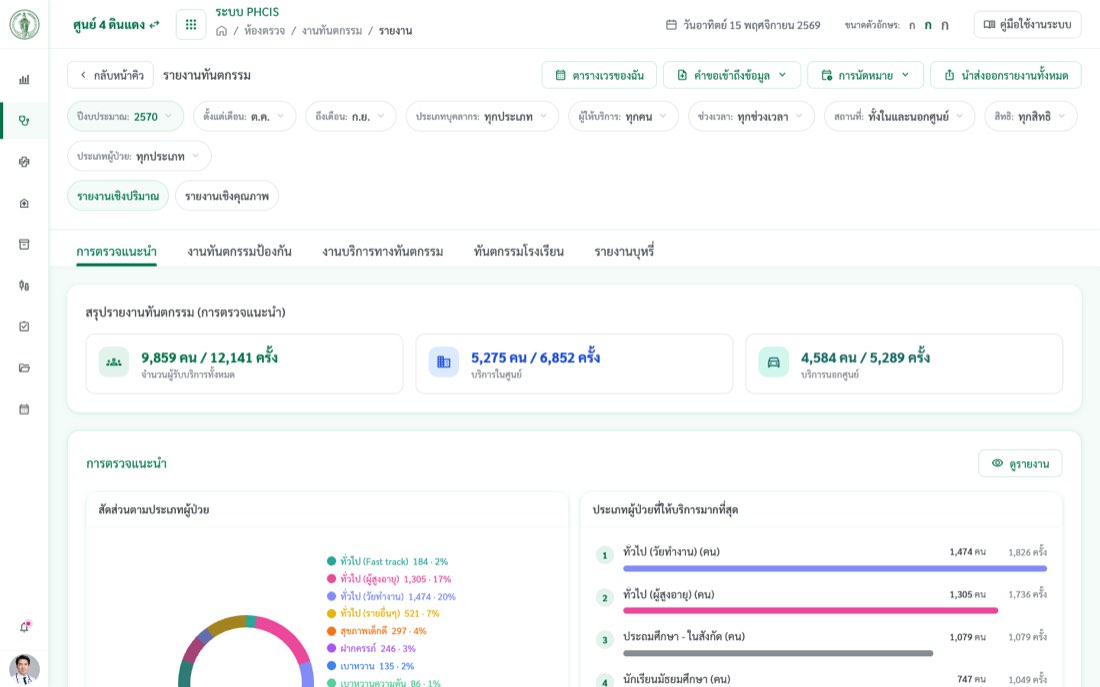 ศูนย์ 4 ดินแดง
ระบบ PHCIS
/ ห้องตรวจ / งานทันตกรรม / รายงาน
วันอาทิตย์ 15 พฤศจิกายน 2569
ขนาดตัวอักษร: ก ก ก
คู่มือใช้งานระบบ
กลับหน้าคิว
รายงานทันตกรรม
ตารางเวรของฉัน
คำขอเข้าถึงข้อมูล
การนัดหมาย
นำส่งออกรายงานทั้งหมด
ปีงบประมาณ: 2570
ตั้งแต่เดือน: ต.ค.
ถึงเดือน: ก.ย.
ประเภทบุคลากร: ทุกประเภท
ผู้ให้บริการ: ทุกคน
ช่วงเวลา: ทุกช่วงเวลา
สถานที่: ทั้งในและนอกศูนย์
สิทธิ: ทุกสิทธิ
ประเภทผู้ป่วย: ทุกประเภท
รายงานเชิงปริมาณ
รายงานเชิงคุณภาพ
การตรวจแนะนำ
งานทันตกรรมป้องกัน
งานบริการทางทันตกรรม
ทันตกรรมโรงเรียน
รายงานบุหรี่
สรุปรายงานทันตกรรม (การตรวจแนะนำ)
9,859 คน / 12,141 ครั้ง
จำนวนผู้รับบริการทั้งหมด
5,275 คน / 6,852 ครั้ง
บริการในศูนย์
4,584 คน / 5,289 ครั้ง
บริการนอกศูนย์
การตรวจแนะนำ
ดูรายงาน
สัดส่วนตามประเภทผู้ป่วย
ทั่วไป (Fast track) 184 · 2%
ทั่วไป (ผู้สูงอายุ) 1,305 · 17%
ทั่วไป (วัยทำงาน) 1,474 · 20%
ทั่วไป (รายอื่นๆ) 521 · 7%
สุขภาพเด็กดี 297 · 4%
ฝากครรภ์ 246 · 3%
เบาหวาน 135 · 2%
เบาหวานความดัน 86 · 1%
ประเภทผู้ป่วยที่ให้บริการมากที่สุด
1 ทั่วไป (วัยทำงาน) (คน) 1,474 คน 1,826 ครั้ง
2 ทั่วไป (ผู้สูงอายุ) (คน) 1,305 คน 1,736 ครั้ง
3 ประถมศึกษา - ในสังกัด (คน) 1,079 คน 1,079 ครั้ง
4 นักเรียนมัธยมศึกษา (คน) 747 คน 1,049 ครั้ง